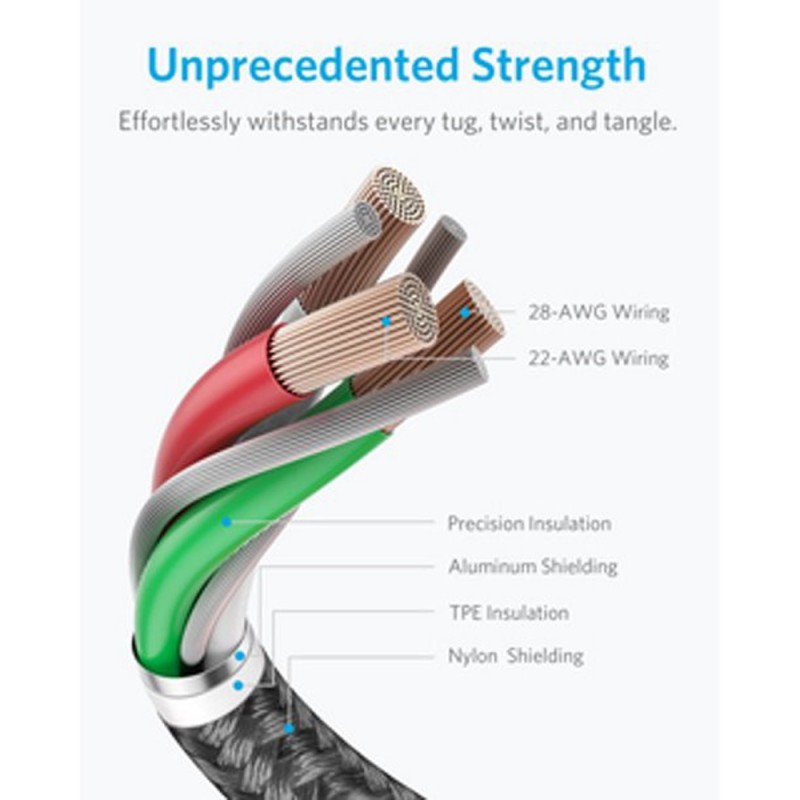 Unprecedented Strength
Effortlessly withstands every tug, twist, and tangle.
28-AWG Wiring
22-AWG Wiring
Precision Insulation
Aluminum Shielding
TPE Insulation
Nylon Shielding